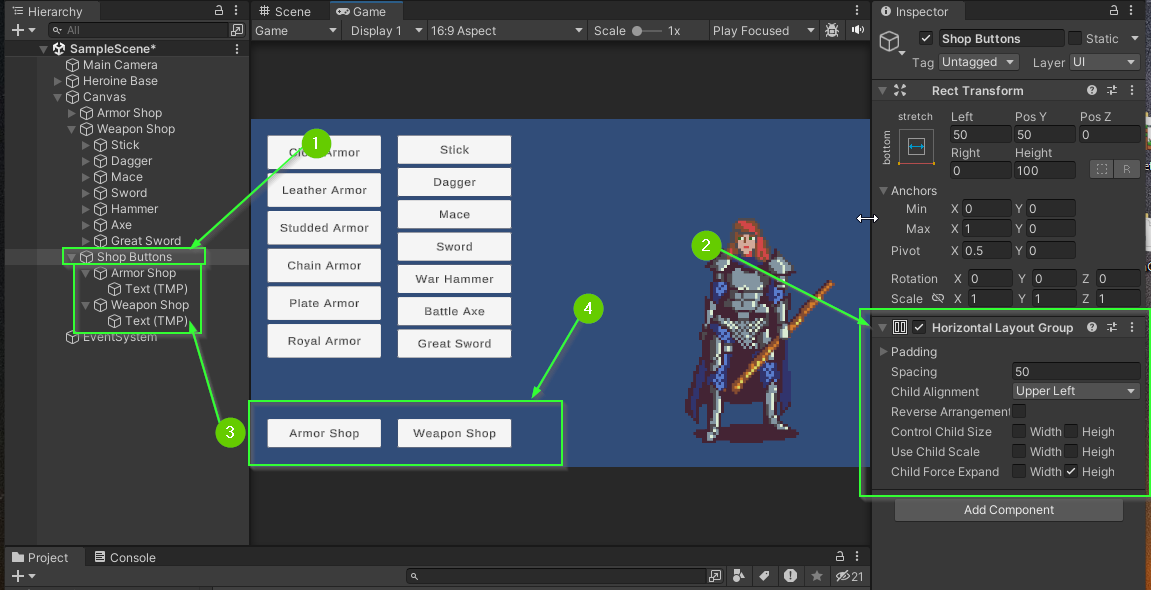 Hierarchy
All
SampleScene*
Main Camera
Heroine Base
Canvas
Armor Shop
Weapon Shop
Stick
Dagger
Mace
Sword
Hammer
Axe
Great Sword
Shop Buttons
Armor Shop
Text (TMP)
Weapon Shop
Text (TMP)
EventSystem
Scene Game
Game Display 1 16:9 Aspect Scale 1x Play Focused
1
Armor
Leather Armor
Studded Armor
Chain Armor
Plate Armor
Royal Armor
Stick
Dagger
Mace
Sword
War Hammer
Battle Axe
Great Sword
2
4
3
Armor Shop Weapon Shop
Inspector
Shop Buttons Static
Tag Untagged Layer UI
Rect Transform
stretch
bottom
Left Pos Y Pos Z
50 50 0
Right Height
0 100
R
Anchors
Min X 0 Y 0
Max X 1 Y 0
Pivot X 0.5 Y 0
Rotation X 0 Y 0 Z 0
Scale X 1 Y 1 Z 1
Horizontal Layout Group
Padding
Spacing 50
Child Alignment Upper Left
Reverse Arrangement
Control Child Size Width Heigh
Use Child Scale Width Heigh
Child Force Expand Width Heigh
Add Component
Project Console
21